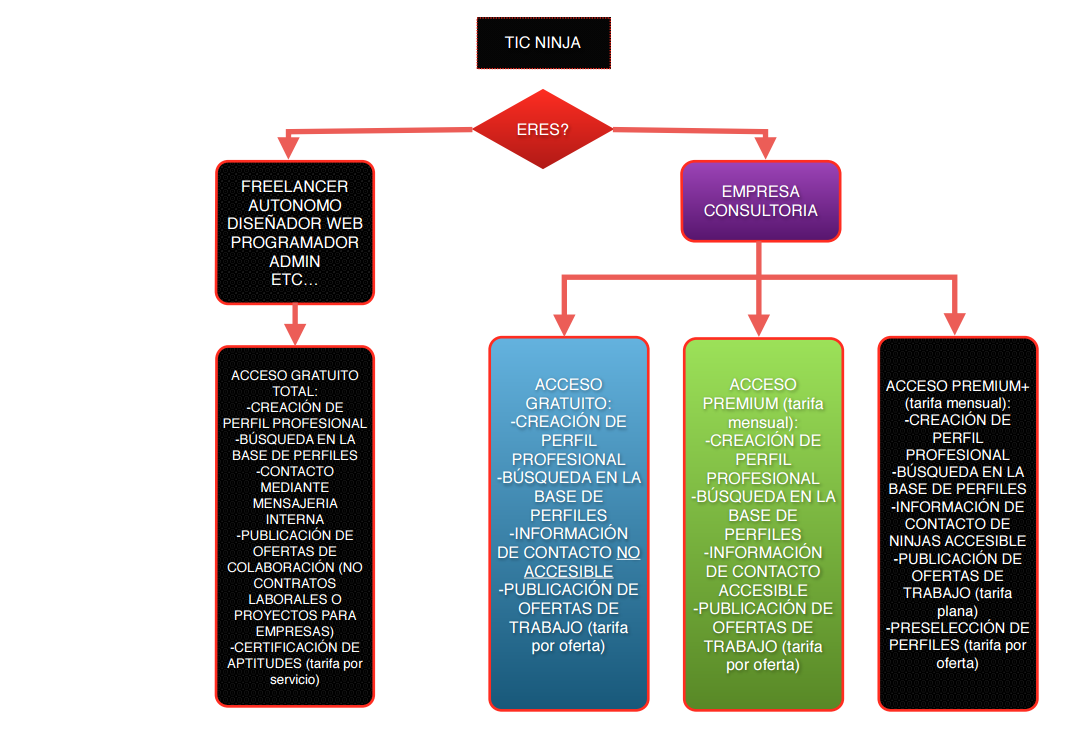 TIC NINJA
ERES?
FREELANCER
AUTONOMO
DISEÑADOR WEB
PROGRAMADOR
ADMIN
ETC…
EMPRESA
CONSULTORIA
ACCESO GRATUITO
TOTAL:
-CREACIÓN DE
PERFIL PROFESIONAL
-BÚSQUEDA EN LA
BASE DE PERFILES
-CONTACTO
MEDIANTE
MENSAJERIA
INTERNA
-PUBLICACIÓN DE
OFERTAS DE
COLABORACIÓN (NO
CONTRATOS
LABORALES O
PROYECTOS PARA
EMPRESAS)
-CERTIFICACIÓN DE
APTITUDES (tarifa por
servicio)
ACCESO
GRATUITO:
-CREACIÓN DE
PERFIL
PROFESIONAL
-BÚSQUEDA EN LA
BASE DE
PERFILES
-INFORMACIÓN
DE CONTACTO NO
ACCESIBLE
-PUBLICACIÓN DE
OFERTAS DE
TRABAJO (tarifa
por oferta)
ACCESO
PREMIUM (tarifa
mensual):
-CREACIÓN DE
PERFIL
PROFESIONAL
-BÚSQUEDA EN LA
BASE DE
PERFILES
-INFORMACIÓN
DE CONTACTO
ACCESIBLE
-PUBLICACIÓN DE
OFERTAS DE
TRABAJO (tarifa
por oferta)
ACCESO PREMIUM+
(tarifa mensual):
-CREACIÓN DE
PERFIL
PROFESIONAL
-BÚSQUEDA EN LA
BASE DE PERFILES
-INFORMACIÓN DE
CONTACTO DE
NINJAS ACCESIBLE
-PUBLICACIÓN DE
OFERTAS DE
TRABAJO (tarifa
plana)
-PRESELECCIÓN DE
PERFILES (tarifa por
oferta)